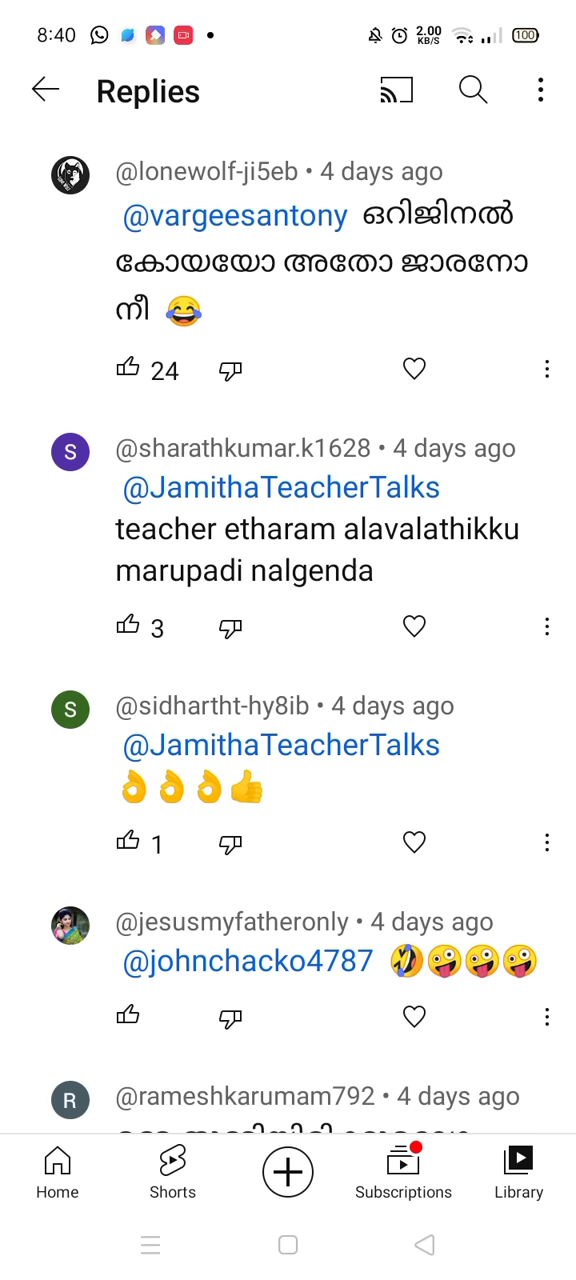 8:40
2.00
KB/S
100
Replies
@lonewolf-ji5eb • 4 days ago
@vargeesantony ഒറിജിനൽ
കോയയോ അതോ ജാരനോ
നീ 😂
24
S
@sharathkumar.k1628 • 4 days ago
@JamithaTeacherTalks
teacher etharam alavalathikku
marupadi nalgenda
3
S
@sidhartht-hy8ib • 4 days ago
@JamithaTeacherTalks
👌👌👌👍
1
@jesusmyfatheronly • 4 days ago
@johnchacko4787 🤣🤪🤪🤪
R
@rameshkarumam792 • 4 days ago
Home
Shorts
Subscriptions
Library